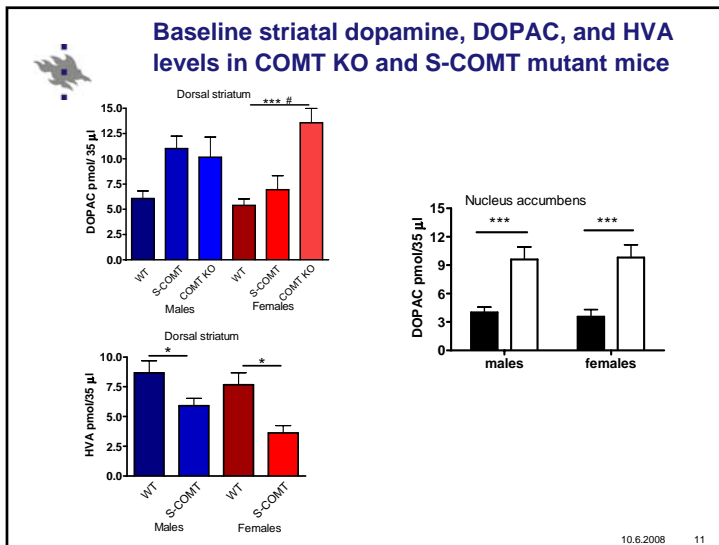 Baseline striatal dopamine, DOPAC, and HVA
levels in COMT KO and S-COMT mutant mice
Dorsal striatum
*** #
15.0
12.5
10.0
7.5
5.0
2.5
0.0
DOPAC pmol/ 35 µl
WT
S-COMT
COMT KO
WT
S-COMT
COMT KO
Males
Females
Dorsal striatum
*
*
10.0
7.5
5.0
2.5
0.0
HVA pmol/35 µl
WT
S-COMT
WT
S-COMT
Males
Females
Nucleus accumbens
***
***
15
12
9
6
3
0
DOPAC pmol/35 µl
males
females
10.6.2008
11